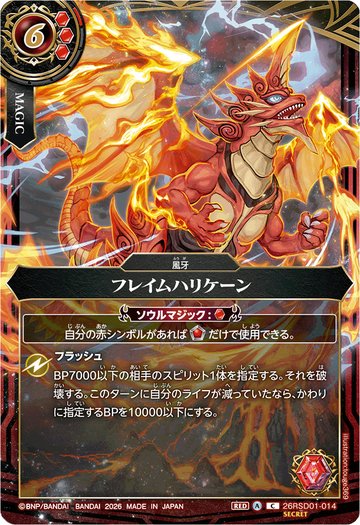 6
MAGIC
風牙
フレイムハリケーン
ソウルマジック:
自分の赤シンボルがあれば だけで使用できる。
フラッシュ
BP7000以下の相手のスピリット1体を指定する。それを破
壊する。このターンに自分のライフが減っていたなら、かわり
に指定するBPを10000以下にする。
illustration:bougun369
©BNP/BANDAI BANDAI 2026 MADE IN JAPAN
RED A C 26RSD01-014
SECRET